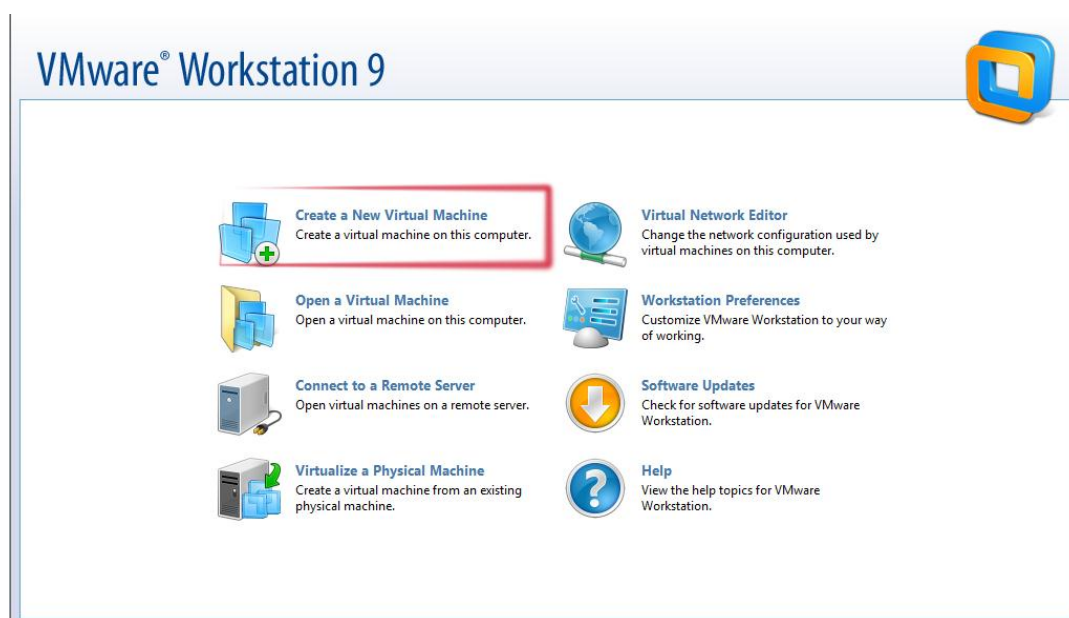 VMware® Workstation 9
Create a New Virtual Machine
Create a virtual machine on this computer.
Open a Virtual Machine
Open a virtual machine on this computer.
Connect to a Remote Server
Open virtual machines on a remote server.
Virtualize a Physical Machine
Create a virtual machine from an existing
physical machine.
Virtual Network Editor
Change the network configuration used by
virtual machines on this computer.
Workstation Preferences
Customize VMware Workstation to your way
of working.
Software Updates
Check for software updates for VMware
Workstation.
Help
View the help topics for VMware
Workstation.